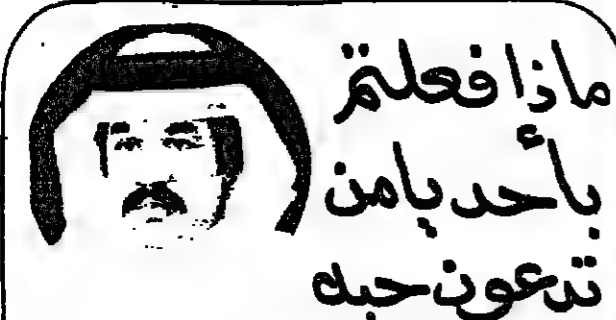 ماذا فعلتم
بأحد يا من
تدعون حبه